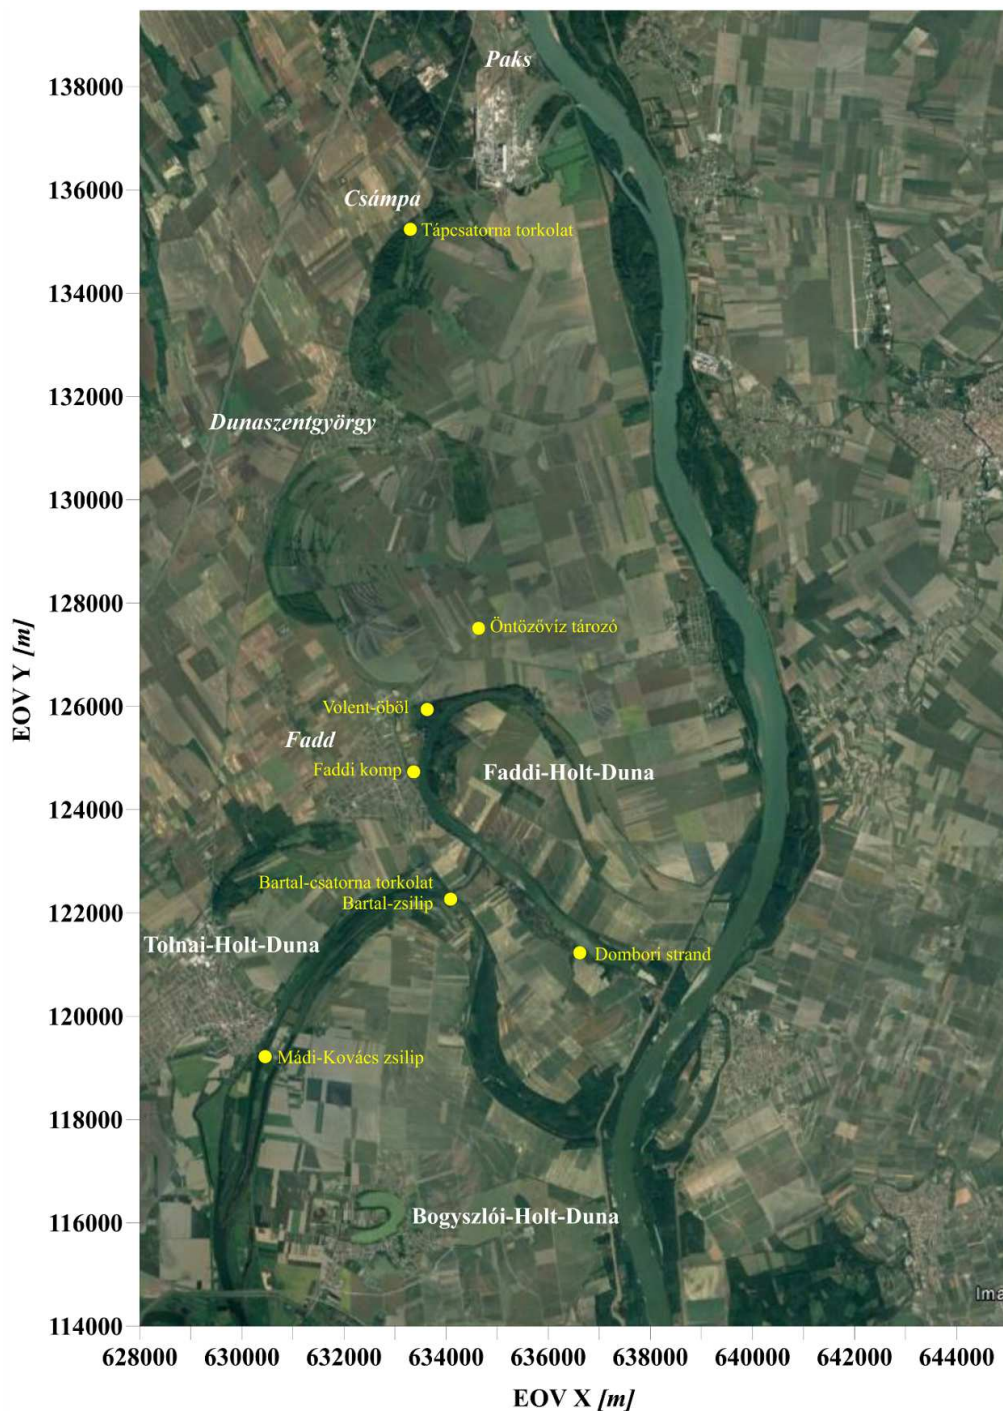 Paks
138000
136000
Csámpa
Tápcsatorna torkolat
134000
132000
Dunaszentgyörgy
130000
128000
Öntözővíz tározó
EOV Y [m]
126000
Volent-öböl
Fadd
Faddi komp
Faddi-Holt-Duna
124000
Bartal-csatorna torkolat
Bartal-zsilip
122000
Tolnai-Holt-Duna
Dombori strand
120000
Mádi-Kovács zsilip
118000
116000
Bogyszlói-Holt-Duna
Ima
114000
628000 630000 632000 634000 636000 638000 640000 642000 644000
EOV X [m]